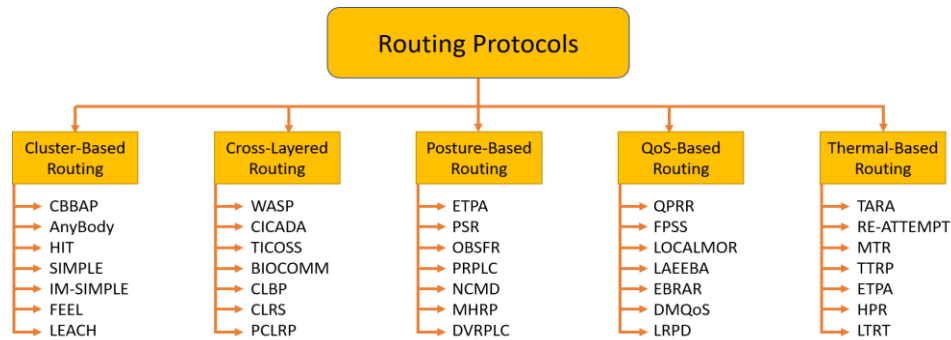 Routing Protocols
Cluster-Based
Routing
CBBAP
AnyBody
HIT
SIMPLE
IM-SIMPLE
FEEL
LEACH
Cross-Layered
Routing
WASP
CICADA
TICOSS
BIOCOMM
CLBP
CLRS
PCLRP
Posture-Based
Routing
ETPA
PSR
OBSFR
PRPLC
NCMD
MHRP
DVRPLC
QoS-Based
Routing
QPRR
FPSS
LOCALMOR
LAEEBA
EBRAR
DMQoS
LRPD
Thermal-Based
Routing
TARA
RE-ATTEMPT
MTR
TTRP
ETPA
HPR
LTRT